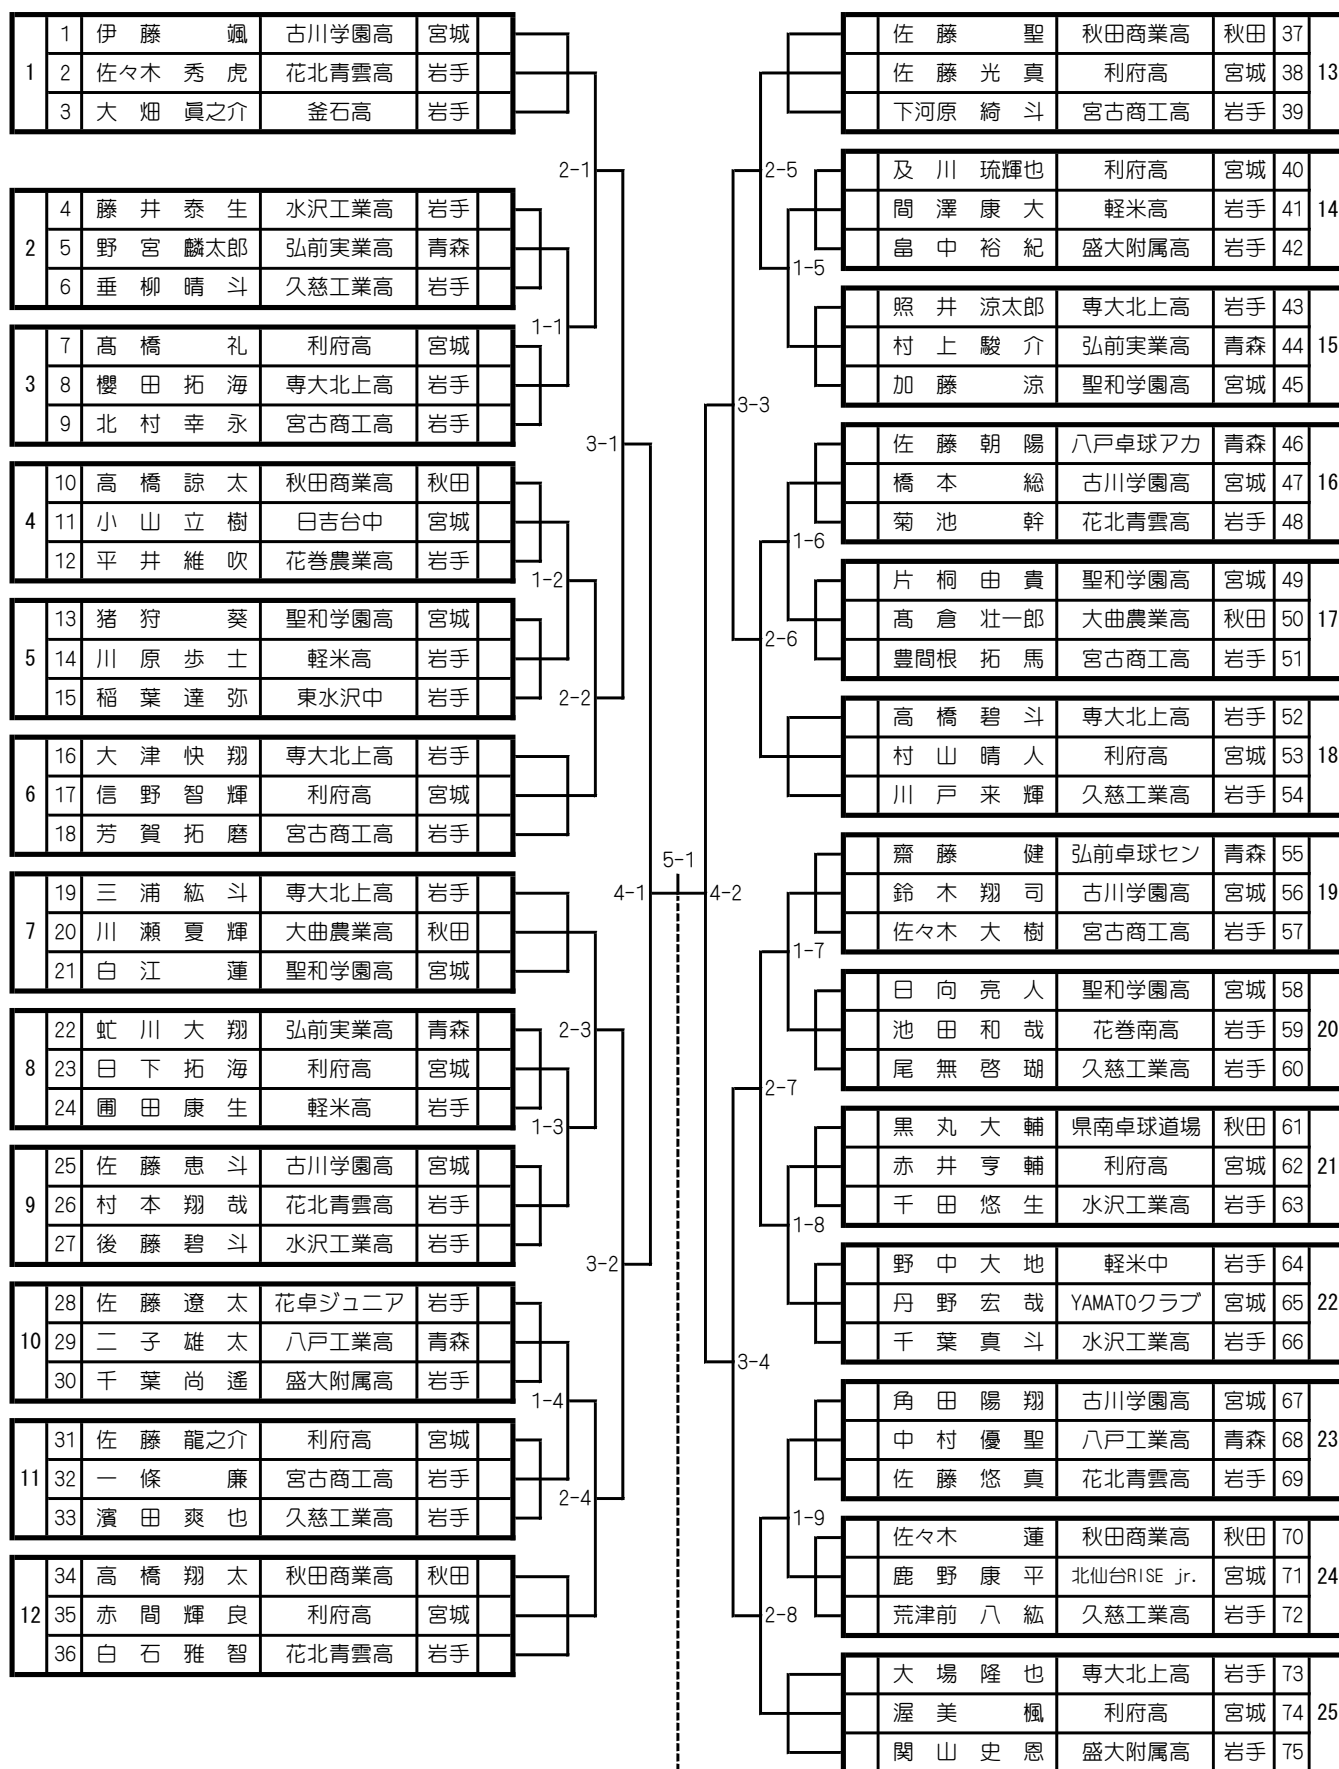 1
1 伊藤 颯 古川学園高 宮城
2 佐々木 秀虎 花北青雲高 岩手
3 大畑 眞之介 釜石高 岩手
2
4 藤井 泰生 水沢工業高 岩手
5 野宮 麟太郎 弘前実業高 青森
6 垂柳 晴斗 久慈工業高 岩手
3
7 髙橋 礼 利府高 宮城
8 櫻田 拓海 専大北上高 岩手
9 北村 幸永 宮古商工高 岩手
4
10 高橋 諒太 秋田商業高 秋田
11 小山 立樹 日吉台中 宮城
12 平井 維吹 花巻農業高 岩手
5
13 猪狩 葵 聖和学園高 宮城
14 川原 歩士 軽米高 岩手
15 稲葉 達弥 東水沢中 岩手
6
16 大津 快翔 専大北上高 岩手
17 信野 智輝 利府高 宮城
18 芳賀 拓磨 宮古商工高 岩手
7
19 三浦 紘斗 専大北上高 岩手
20 川瀬 夏輝 大曲農業高 秋田
21 白江 蓮 聖和学園高 宮城
8
22 虻川 大翔 弘前実業高 青森
23 日下 拓海 利府高 宮城
24 圃田 康生 軽米高 岩手
9
25 佐藤 恵斗 古川学園高 宮城
26 村本 翔哉 花北青雲高 岩手
27 後藤 碧斗 水沢工業高 岩手
10
28 佐藤 遼太 花卓ジュニア 岩手
29 二子 雄太 八戸工業高 青森
30 千葉 尚遙 盛大附属高 岩手
11
31 佐藤 龍之介 利府高 宮城
32 一條 廉 宮古商工高 岩手
33 濱田 爽也 久慈工業高 岩手
12
34 高橋 翔太 秋田商業高 秋田
35 赤間 輝良 利府高 宮城
36 白石 雅智 花北青雲高 岩手
2-1
1-1
3-1
1-2
2-2
4-1
2-3
1-3
3-2
1-4
2-4
5-1
4-2
2-5
1-5
3-3
1-6
2-6
1-7
2-7
1-8
3-4
1-9
2-8
佐藤 聖 秋田商業高 秋田 37
佐藤 光真 利府高 宮城 38
下河原 綺斗 宮古商工高 岩手 39
13
及川 琉輝也 利府高 宮城 40
間澤 康大 軽米高 岩手 41
畠中 裕紀 盛大附属高 岩手 42
14
照井 涼太郎 専大北上高 岩手 43
村上 駿介 弘前実業高 青森 44
加藤 涼 聖和学園高 宮城 45
15
佐藤 朝陽 八戸卓球アカ 青森 46
橋本 総 古川学園高 宮城 47
菊池 幹 花北青雲高 岩手 48
16
片桐 由貴 聖和学園高 宮城 49
髙倉 壮一郎 大曲農業高 秋田 50
豊間根 拓馬 宮古商工高 岩手 51
17
高橋 碧斗 専大北上高 岩手 52
村山 晴人 利府高 宮城 53
川戸 来輝 久慈工業高 岩手 54
18
齋藤 健 弘前卓球セン 青森 55
鈴木 翔司 古川学園高 宮城 56
佐々木 大樹 宮古商工高 岩手 57
19
日向 亮人 聖和学園高 宮城 58
池田 和哉 花巻南高 岩手 59
尾無 啓瑚 久慈工業高 岩手 60
20
黒丸 大輔 県南卓球道場 秋田 61
赤井 亨輔 利府高 宮城 62
千田 悠生 水沢工業高 岩手 63
21
野中 大地 軽米中 岩手 64
丹野 宏哉 YAMATOクラブ 宮城 65
千葉 真斗 水沢工業高 岩手 66
22
角田 陽翔 古川学園高 宮城 67
中村 優聖 八戸工業高 青森 68
佐藤 悠真 花北青雲高 岩手 69
23
佐々木 蓮 秋田商業高 秋田 70
鹿野 康平 北仙台RISE jr. 宮城 71
荒津前 八紘 久慈工業高 岩手 72
24
大場 隆也 専大北上高 岩手 73
渥美 楓 利府高 宮城 74
関山 史恩 盛大附属高 岩手 75
25